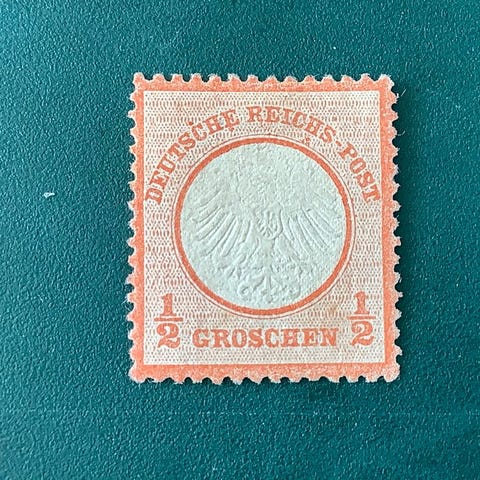 DEUTSCHE REICHS-POST
1/2 GROSCHEN 1/2